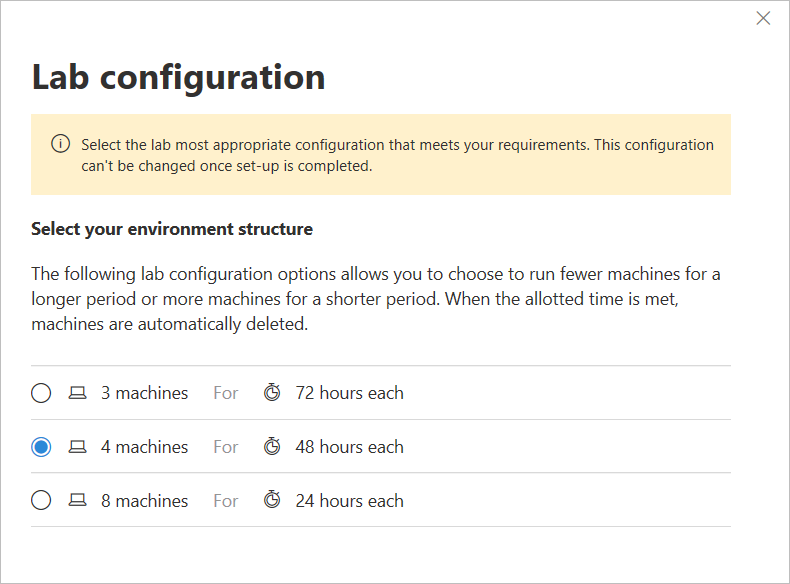 Lab configuration
Select the lab most appropriate configuration that meets your requirements. This configuration
can't be changed once set-up is completed.
Select your environment structure
The following lab configuration options allows you to choose to run fewer machines for a
longer period or more machines for a shorter period. When the allotted time is met,
machines are automatically deleted.
3 machines For 72 hours each
4 machines For 48 hours each
8 machines For 24 hours each